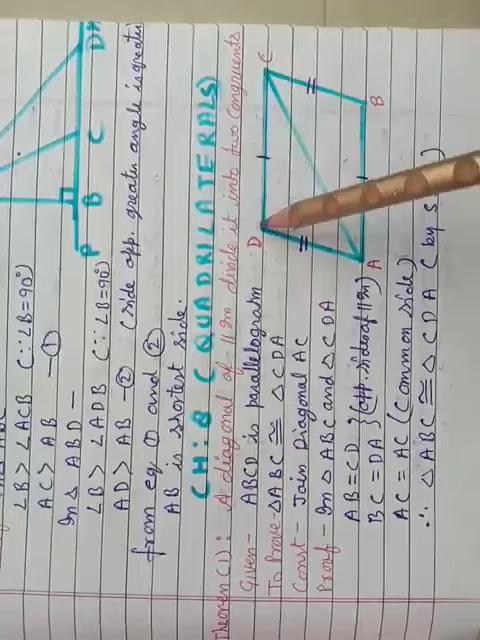 ∠B > ∠ACB (∵ ∠B=90°)
AC > AB —①
In △ ABD —
∠B > ∠ADB (∵ ∠B=90°)
AD > AB —② (side opp. greater angle is greater
from eq ① and ②
AB is shortest side.
P B C D
CH:8 ( QUADRILATERALS)
Theorem (1): A diagonal of ||gm divide it into two congruents
Given – ABCD is parallelogram
To Prove – △ABC ≅ △CDA
Const – Join Diagonal AC
Proof – In △ ABC and △ CDA
AB = CD } (opp. sides of ||gm)
BC = DA
AC = AC (Common side)
∴ △ ABC ≅ △ CDA ( by S )
D C
A B